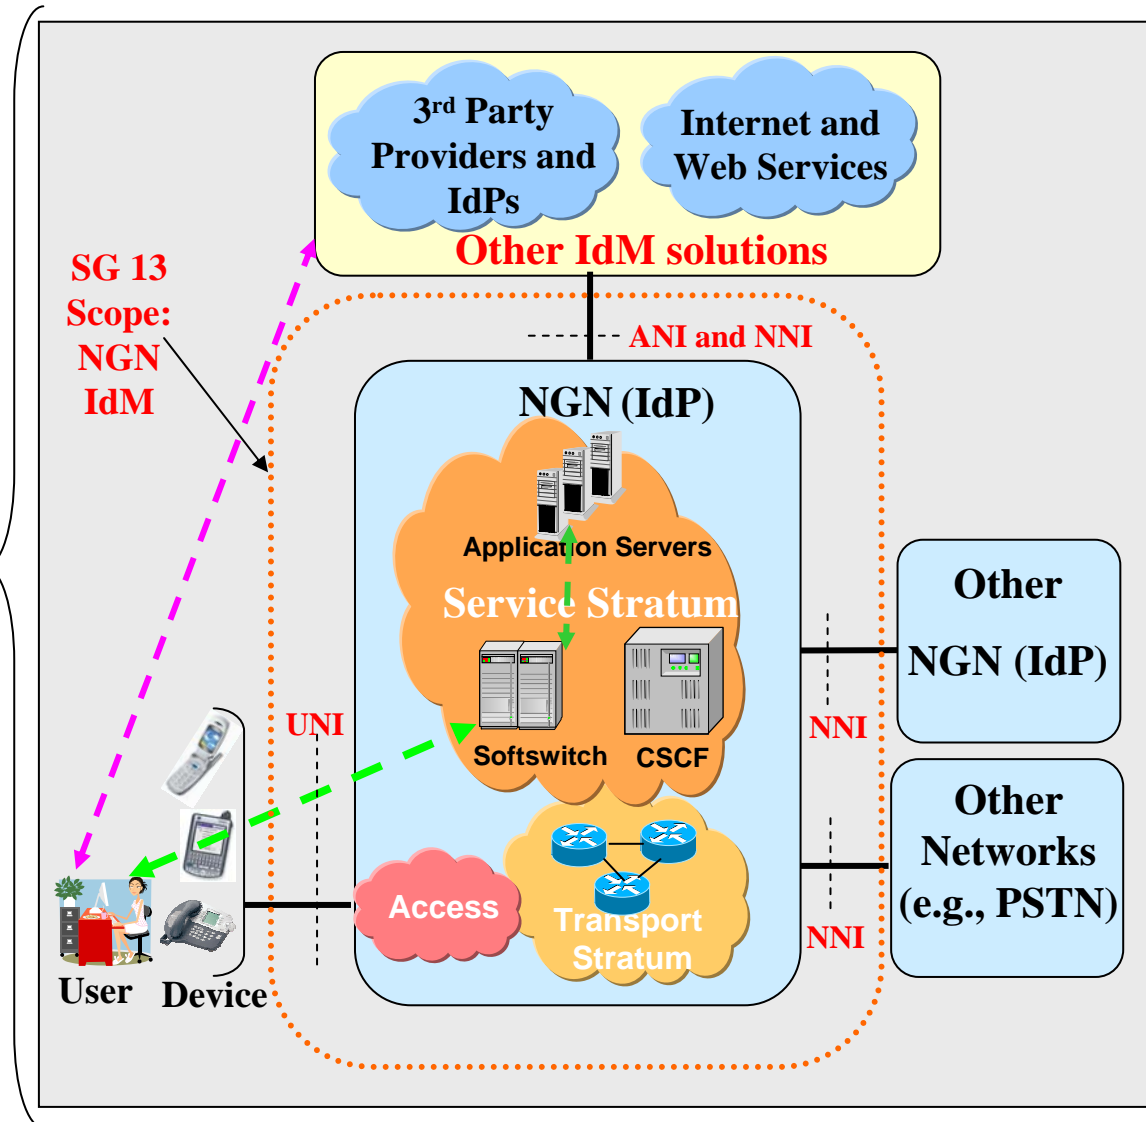 3rd Party
Providers and
IdPs
Internet and
Web Services
Other IdM solutions
SG 13
Scope:
NGN
IdM
ANI and NNI
NGN (IdP)
Application Servers
Service Stratum
Softswitch
CSCF
UNI
NNI
Other
NGN (IdP)
Other
Networks
(e.g., PSTN)
NNI
Access
Transport
Stratum
User
Device